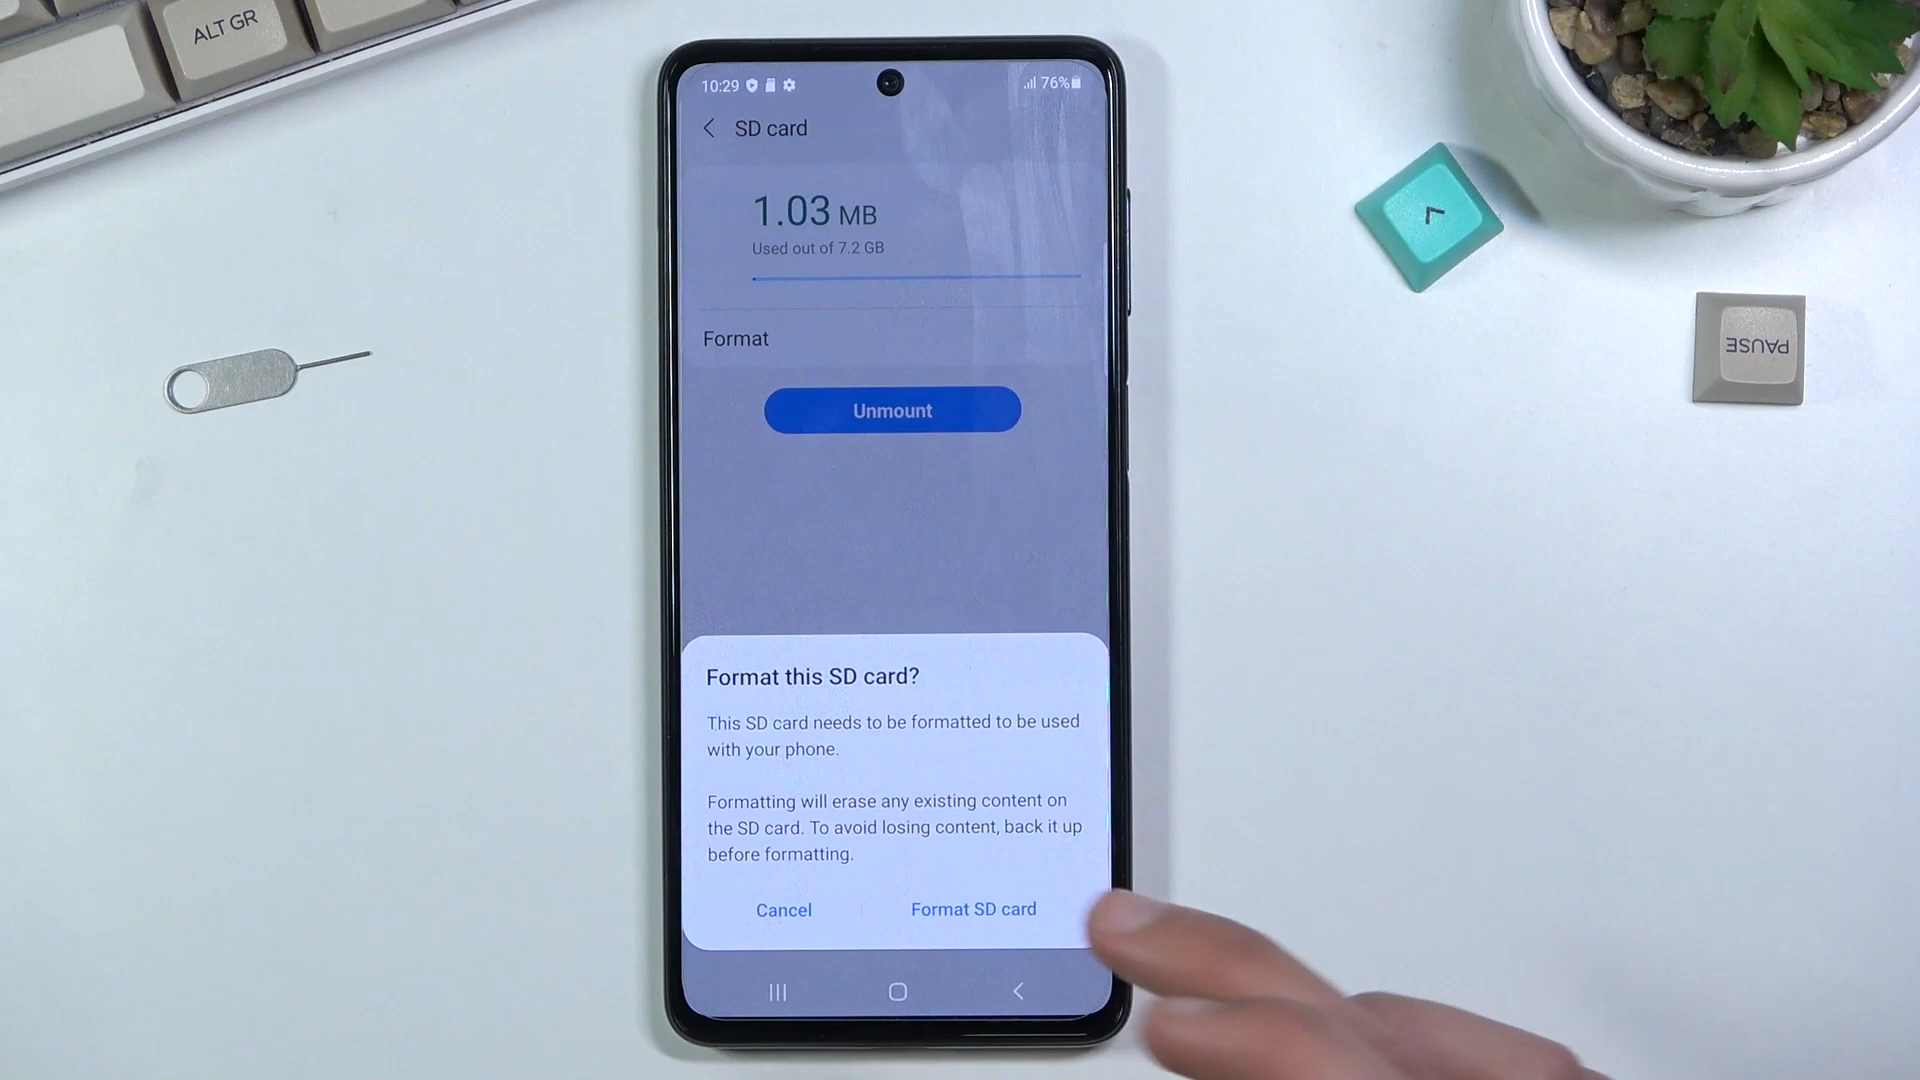 ALT GR
10:29
76%
SD card
1.03 MB
Used out of 7.2 GB
Format
Unmount
Format this SD card?
This SD card needs to be formatted to be used
with your phone.
Formatting will erase any existing content on
the SD card. To avoid losing content, back it up
before formatting.
Cancel
Format SD card
PAUSE